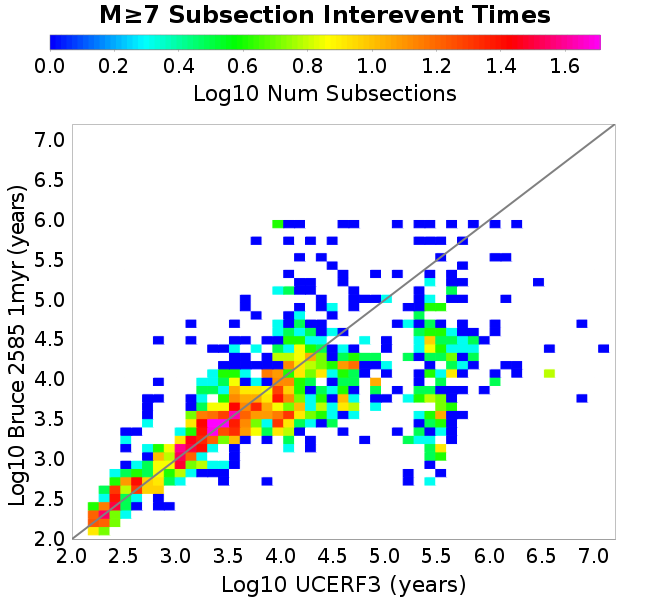 M≥7 Subsection Interevent Times
0.0 0.2 0.4 0.6 0.8 1.0 1.2 1.4 1.6
Log10 Num Subsections
7.0
6.5
6.0
5.5
5.0
4.5
4.0
3.5
3.0
2.5
2.0
Log10 Bruce 2585 1myr (years)
2.0 2.5 3.0 3.5 4.0 4.5 5.0 5.5 6.0 6.5 7.0
Log10 UCERF3 (years)